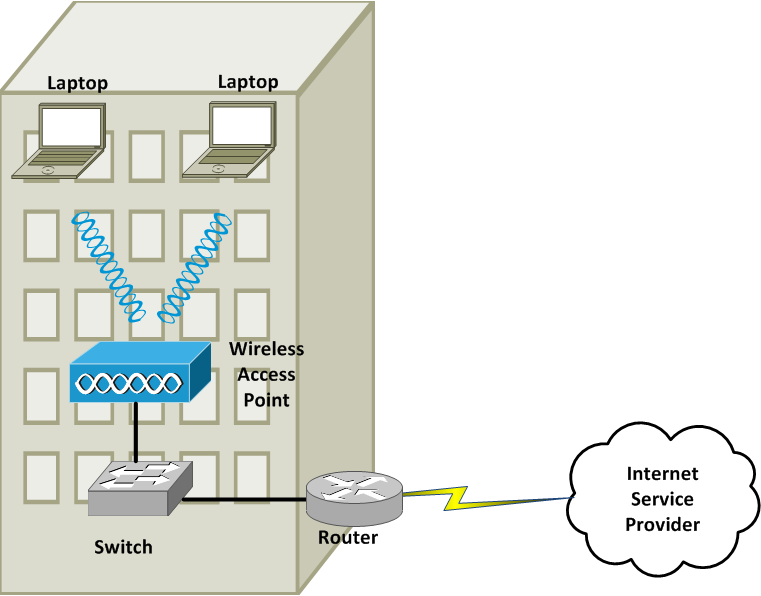 Laptop
Laptop
Wireless
Access
Point
Switch
Router
Internet
Service
Provider